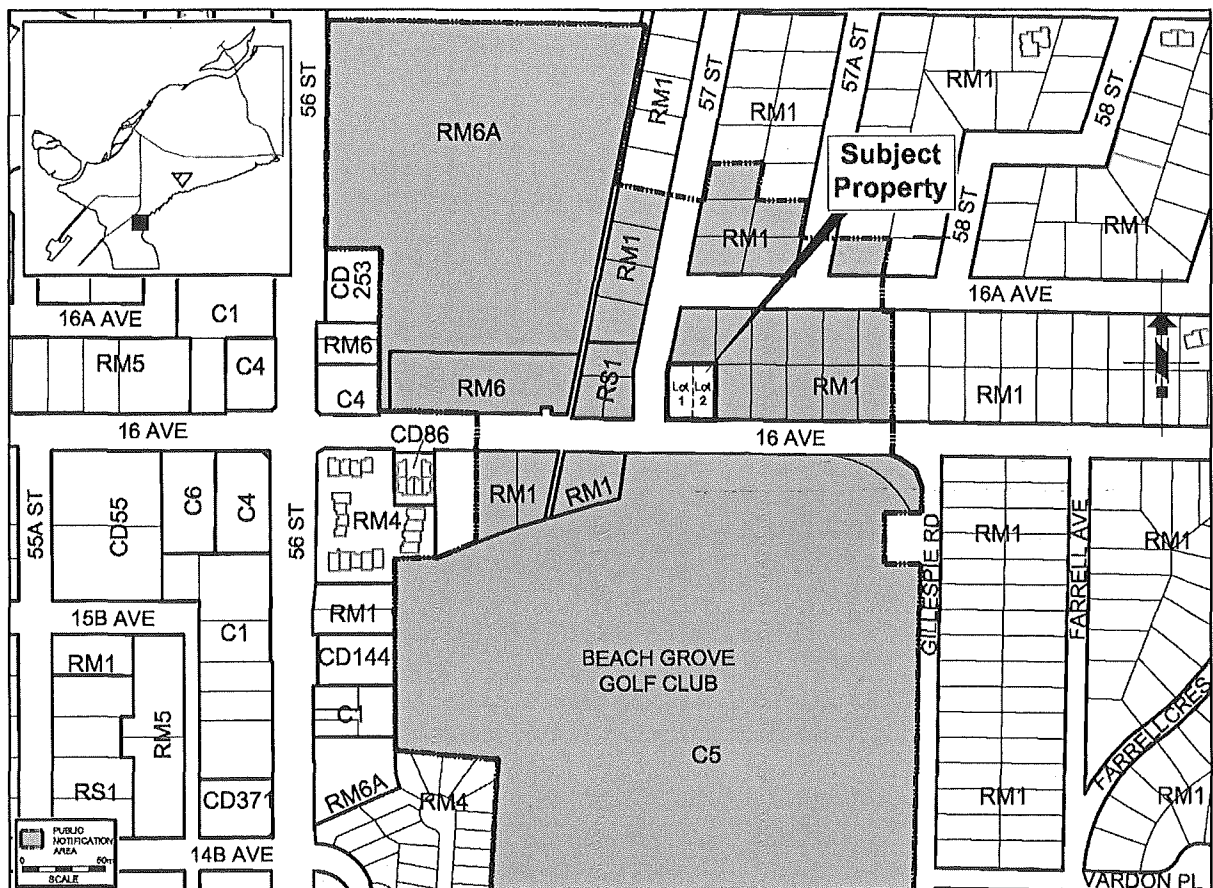 56 ST
RM6A
RM1
57 ST
RM1
57A ST
RM1
58 ST
Subject
Property
58 ST
RM1
RM1
RM1
CD
253
16A AVE
C1
16A AVE
RM5
C4
RM6
C4
RM6
RS1
Lot
1
Lot
2
RM1
RM1
16 AVE
16 AVE
CD86
55A ST
CD55
C6
C4
56 ST
RM4
RM1
RM1
GILLESPIE RD
RM1
FARRELL AVE
RM1
15B AVE
C1
RM1
CD144
BEACH GROVE
GOLF CLUB
RM1
RM5
C1
C5
FARRELL CRES
RS1
CD371
RM6A
RM4
RM1
RM1
PUBLIC
NOTIFICATION
AREA
0 50m
SCALE
14B AVE
VARDON PL